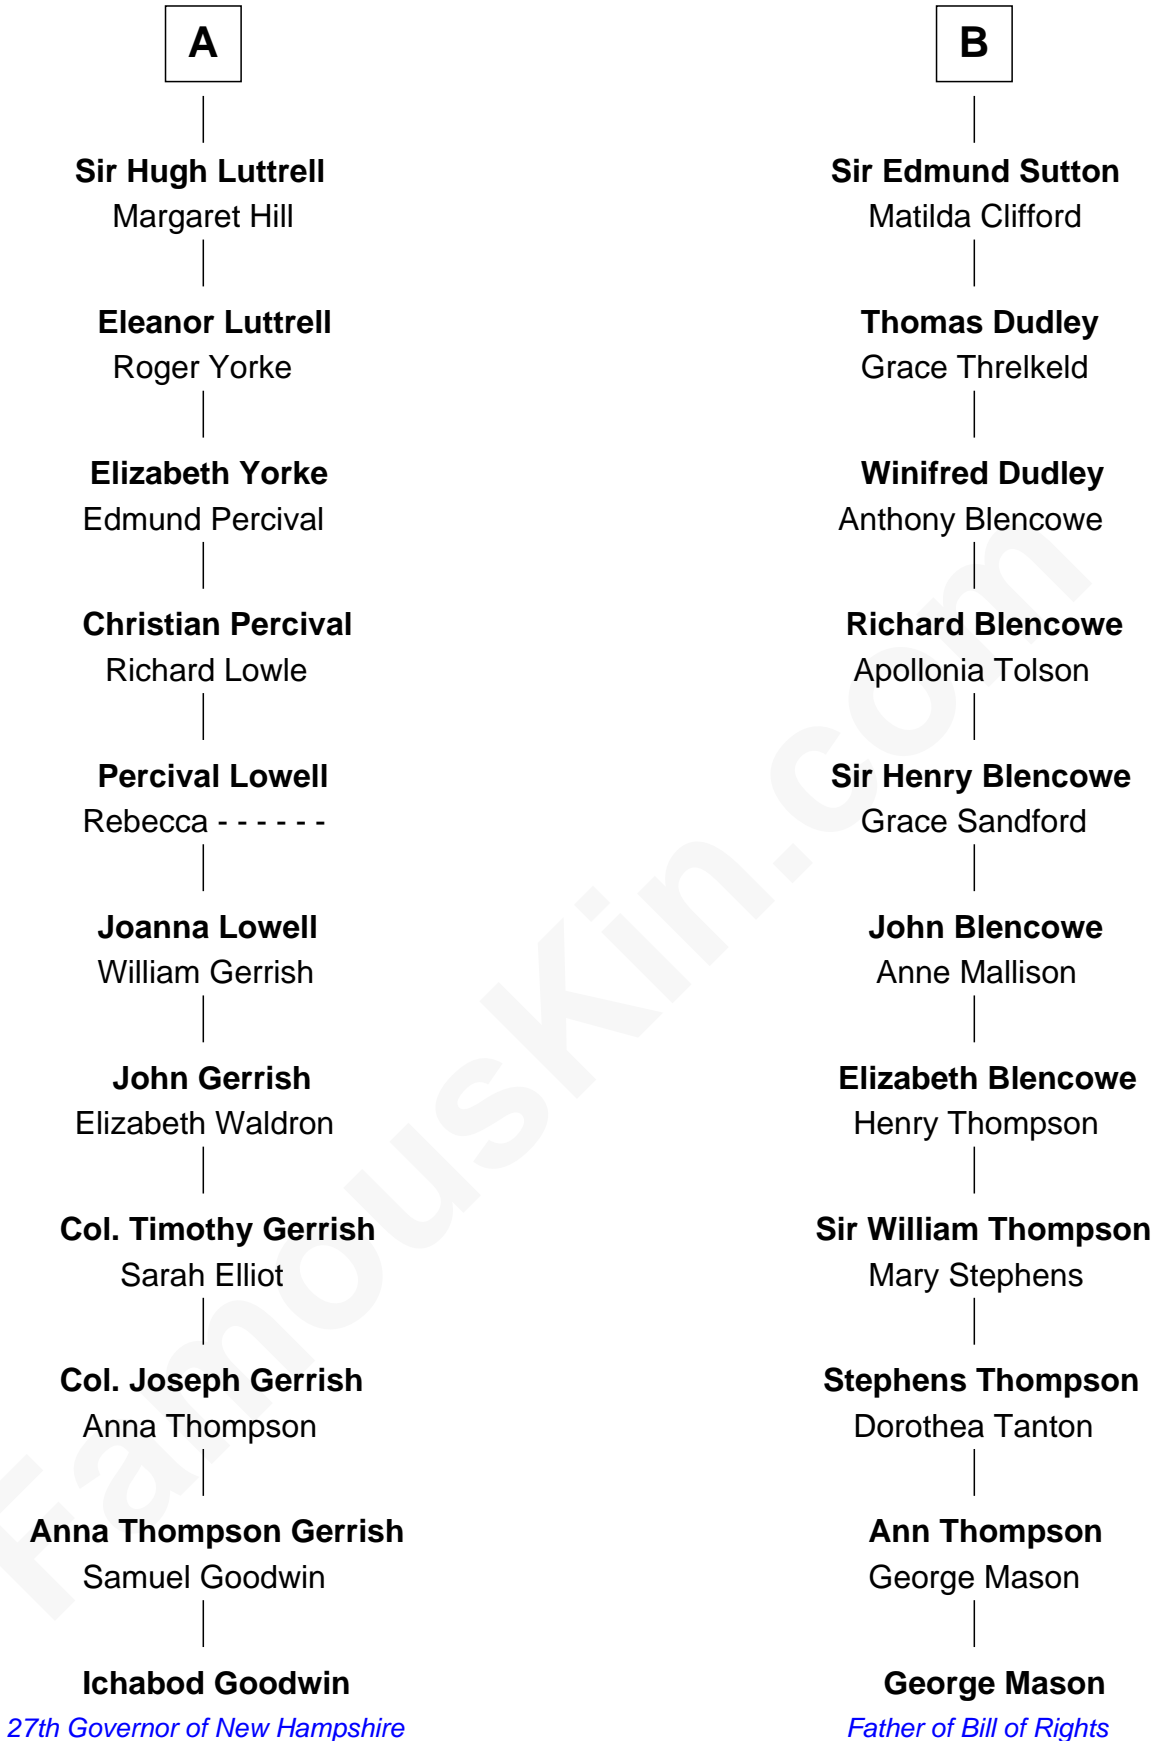 A
Sir Hugh Luttrell
Margaret Hill
Eleanor Luttrell
Roger Yorke
Elizabeth Yorke
Edmund Percival
Christian Percival
Richard Lowle
Percival Lowell
Rebecca - - - - - -
Joanna Lowell
William Gerrish
John Gerrish
Elizabeth Waldron
Col. Timothy Gerrish
Sarah Elliot
Col. Joseph Gerrish
Anna Thompson
Anna Thompson Gerrish
Samuel Goodwin
Ichabod Goodwin
27th Governor of New Hampshire
B
Sir Edmund Sutton
Matilda Clifford
Thomas Dudley
Grace Threlkeld
Winifred Dudley
Anthony Blencowe
Richard Blencowe
Apollonia Tolson
Sir Henry Blencowe
Grace Sandford
John Blencowe
Anne Mallison
Elizabeth Blencowe
Henry Thompson
Sir William Thompson
Mary Stephens
Stephens Thompson
Dorothea Tanton
Ann Thompson
George Mason
George Mason
Father of Bill of Rights
FamousKin.com